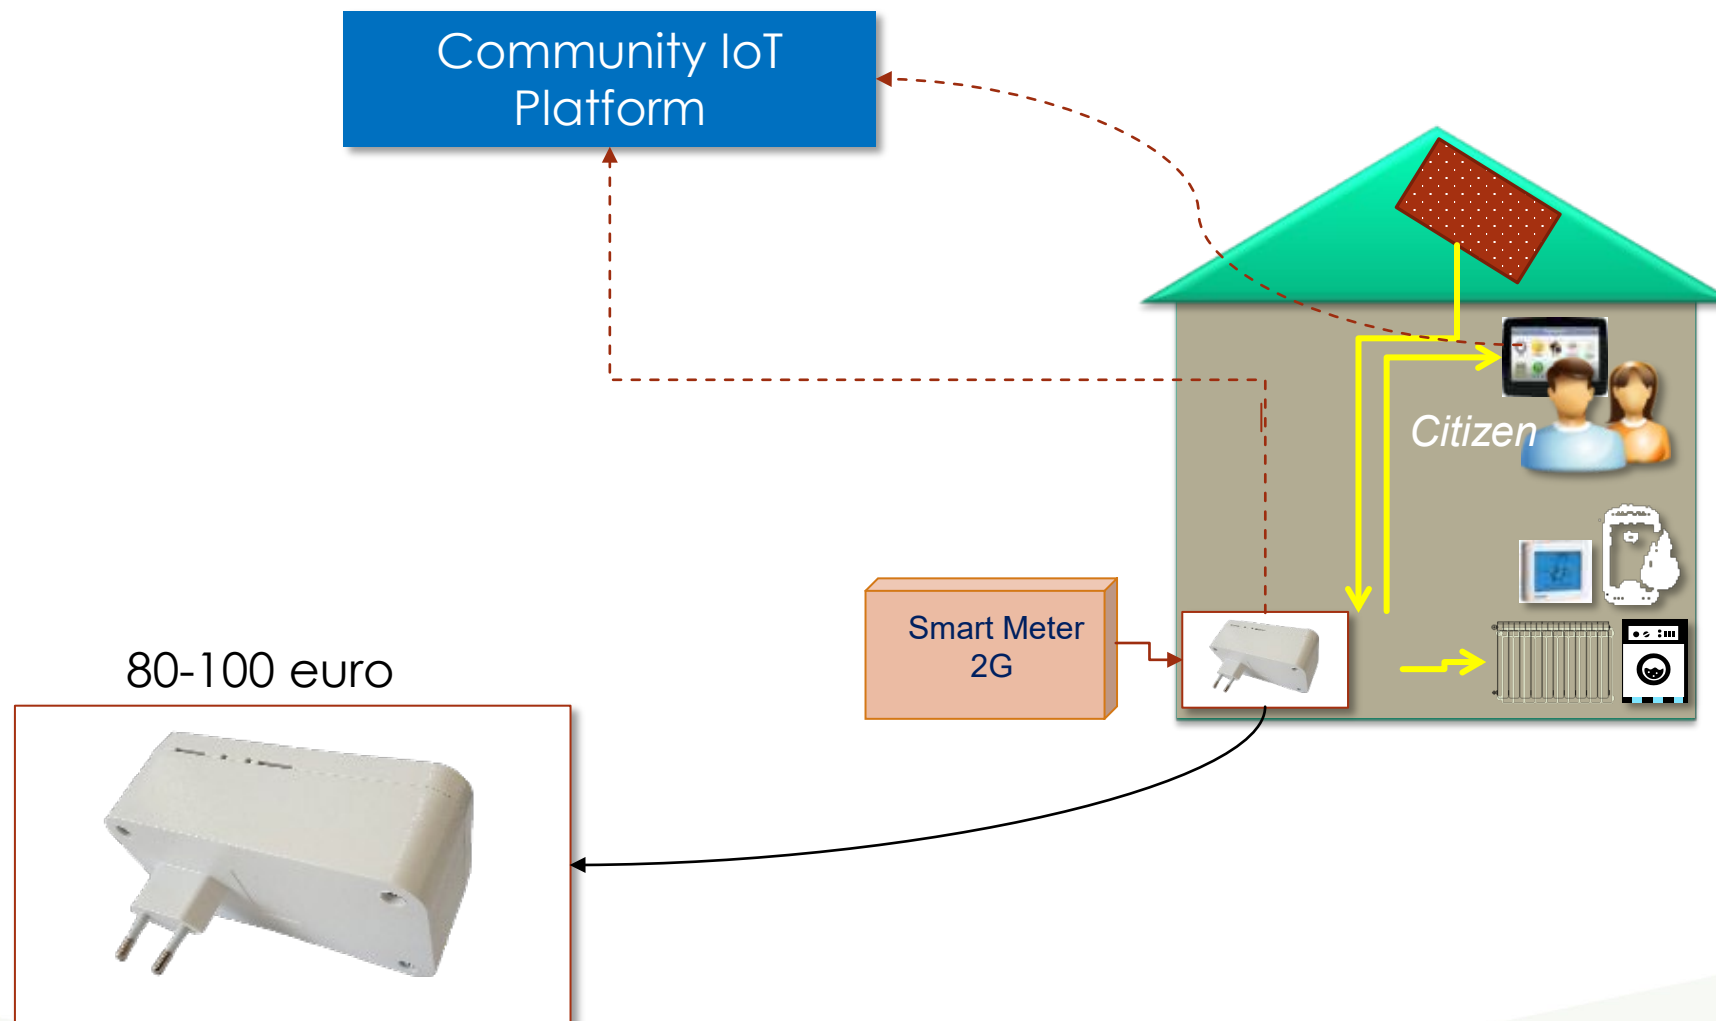 Community IoT
Platform
Citizen
Smart Meter
2G
80-100 euro